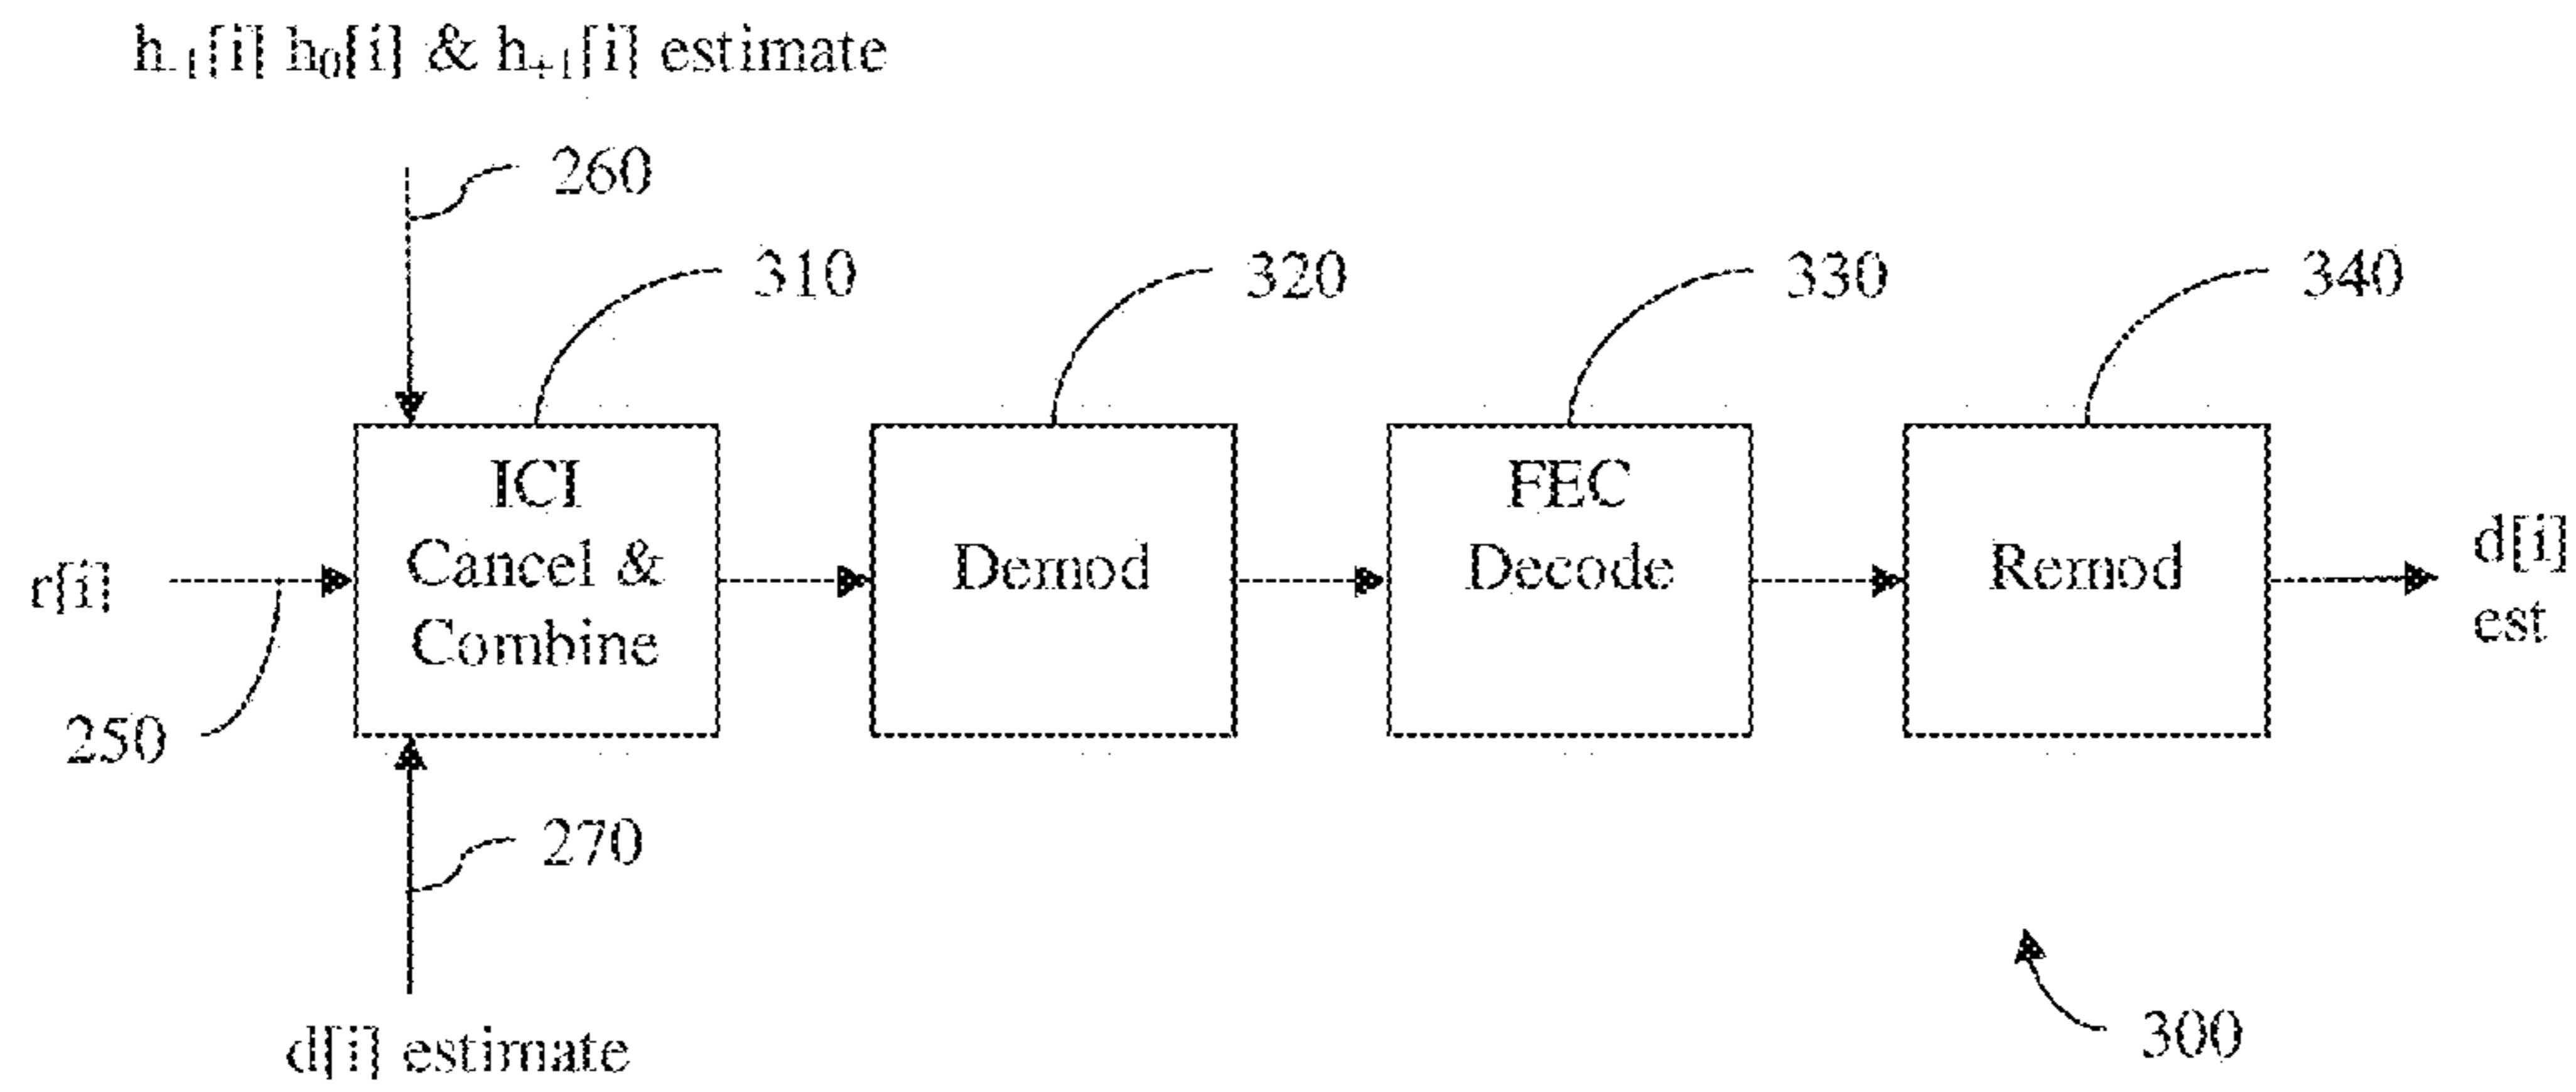 h₋₁[i] h₀[i] & h₊₁[i] estimate
260
310
320
330
340
ICI
Cancel &
Combine
Demod
FEC
Decode
Remod
r[i]
d[i]
est
250
270
d[i] estimate
300